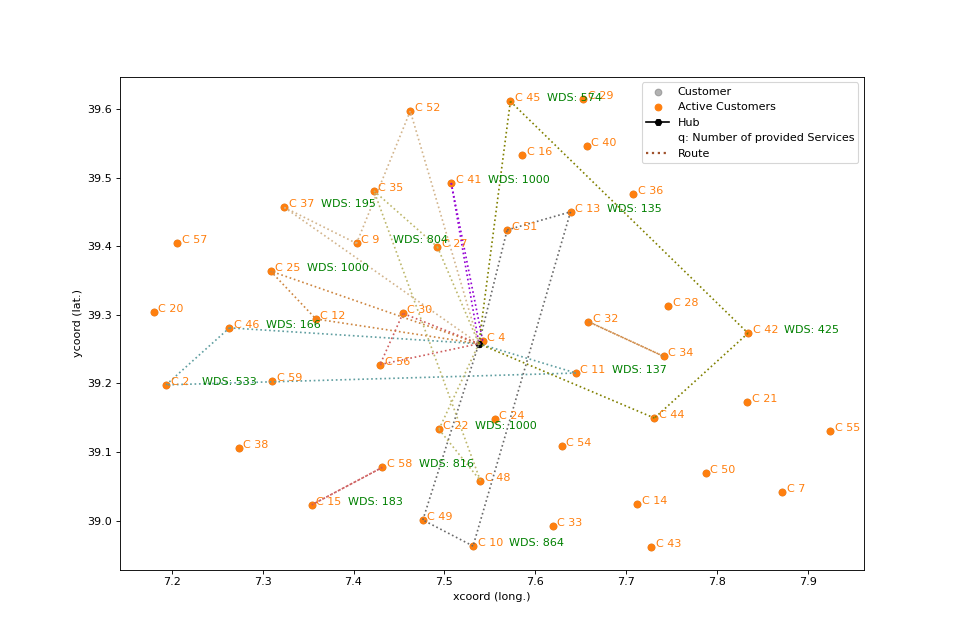 Customer
Active Customers
Hub
q: Number of provided Services
Route
C 45 WDS: 574
C 29
C 52
C 40
C 16
C 41 WDS: 1000
C 35
C 36
C 37 WDS: 195
C 13 WDS: 135
C 51
C 57
C 9 WDS: 804
C 27
C 25 WDS: 1000
C 20
C 30
C 28
C 12
C 46 WDS: 166
C 32
C 42 WDS: 425
C 4
C 34
C 56
C 11 WDS: 137
C 2 WDS: 533
C 59
C 21
C 24
C 44
C 22 WDS: 1000
C 55
C 54
C 38
C 58 WDS: 816
C 50
C 48
C 7
C 15 WDS: 183
C 14
C 49
C 33
C 10 WDS: 864
C 43
39.6
39.5
39.4
39.3
39.2
39.1
39.0
ycoord (lat.)
7.2 7.3 7.4 7.5 7.6 7.7 7.8 7.9
xcoord (long.)